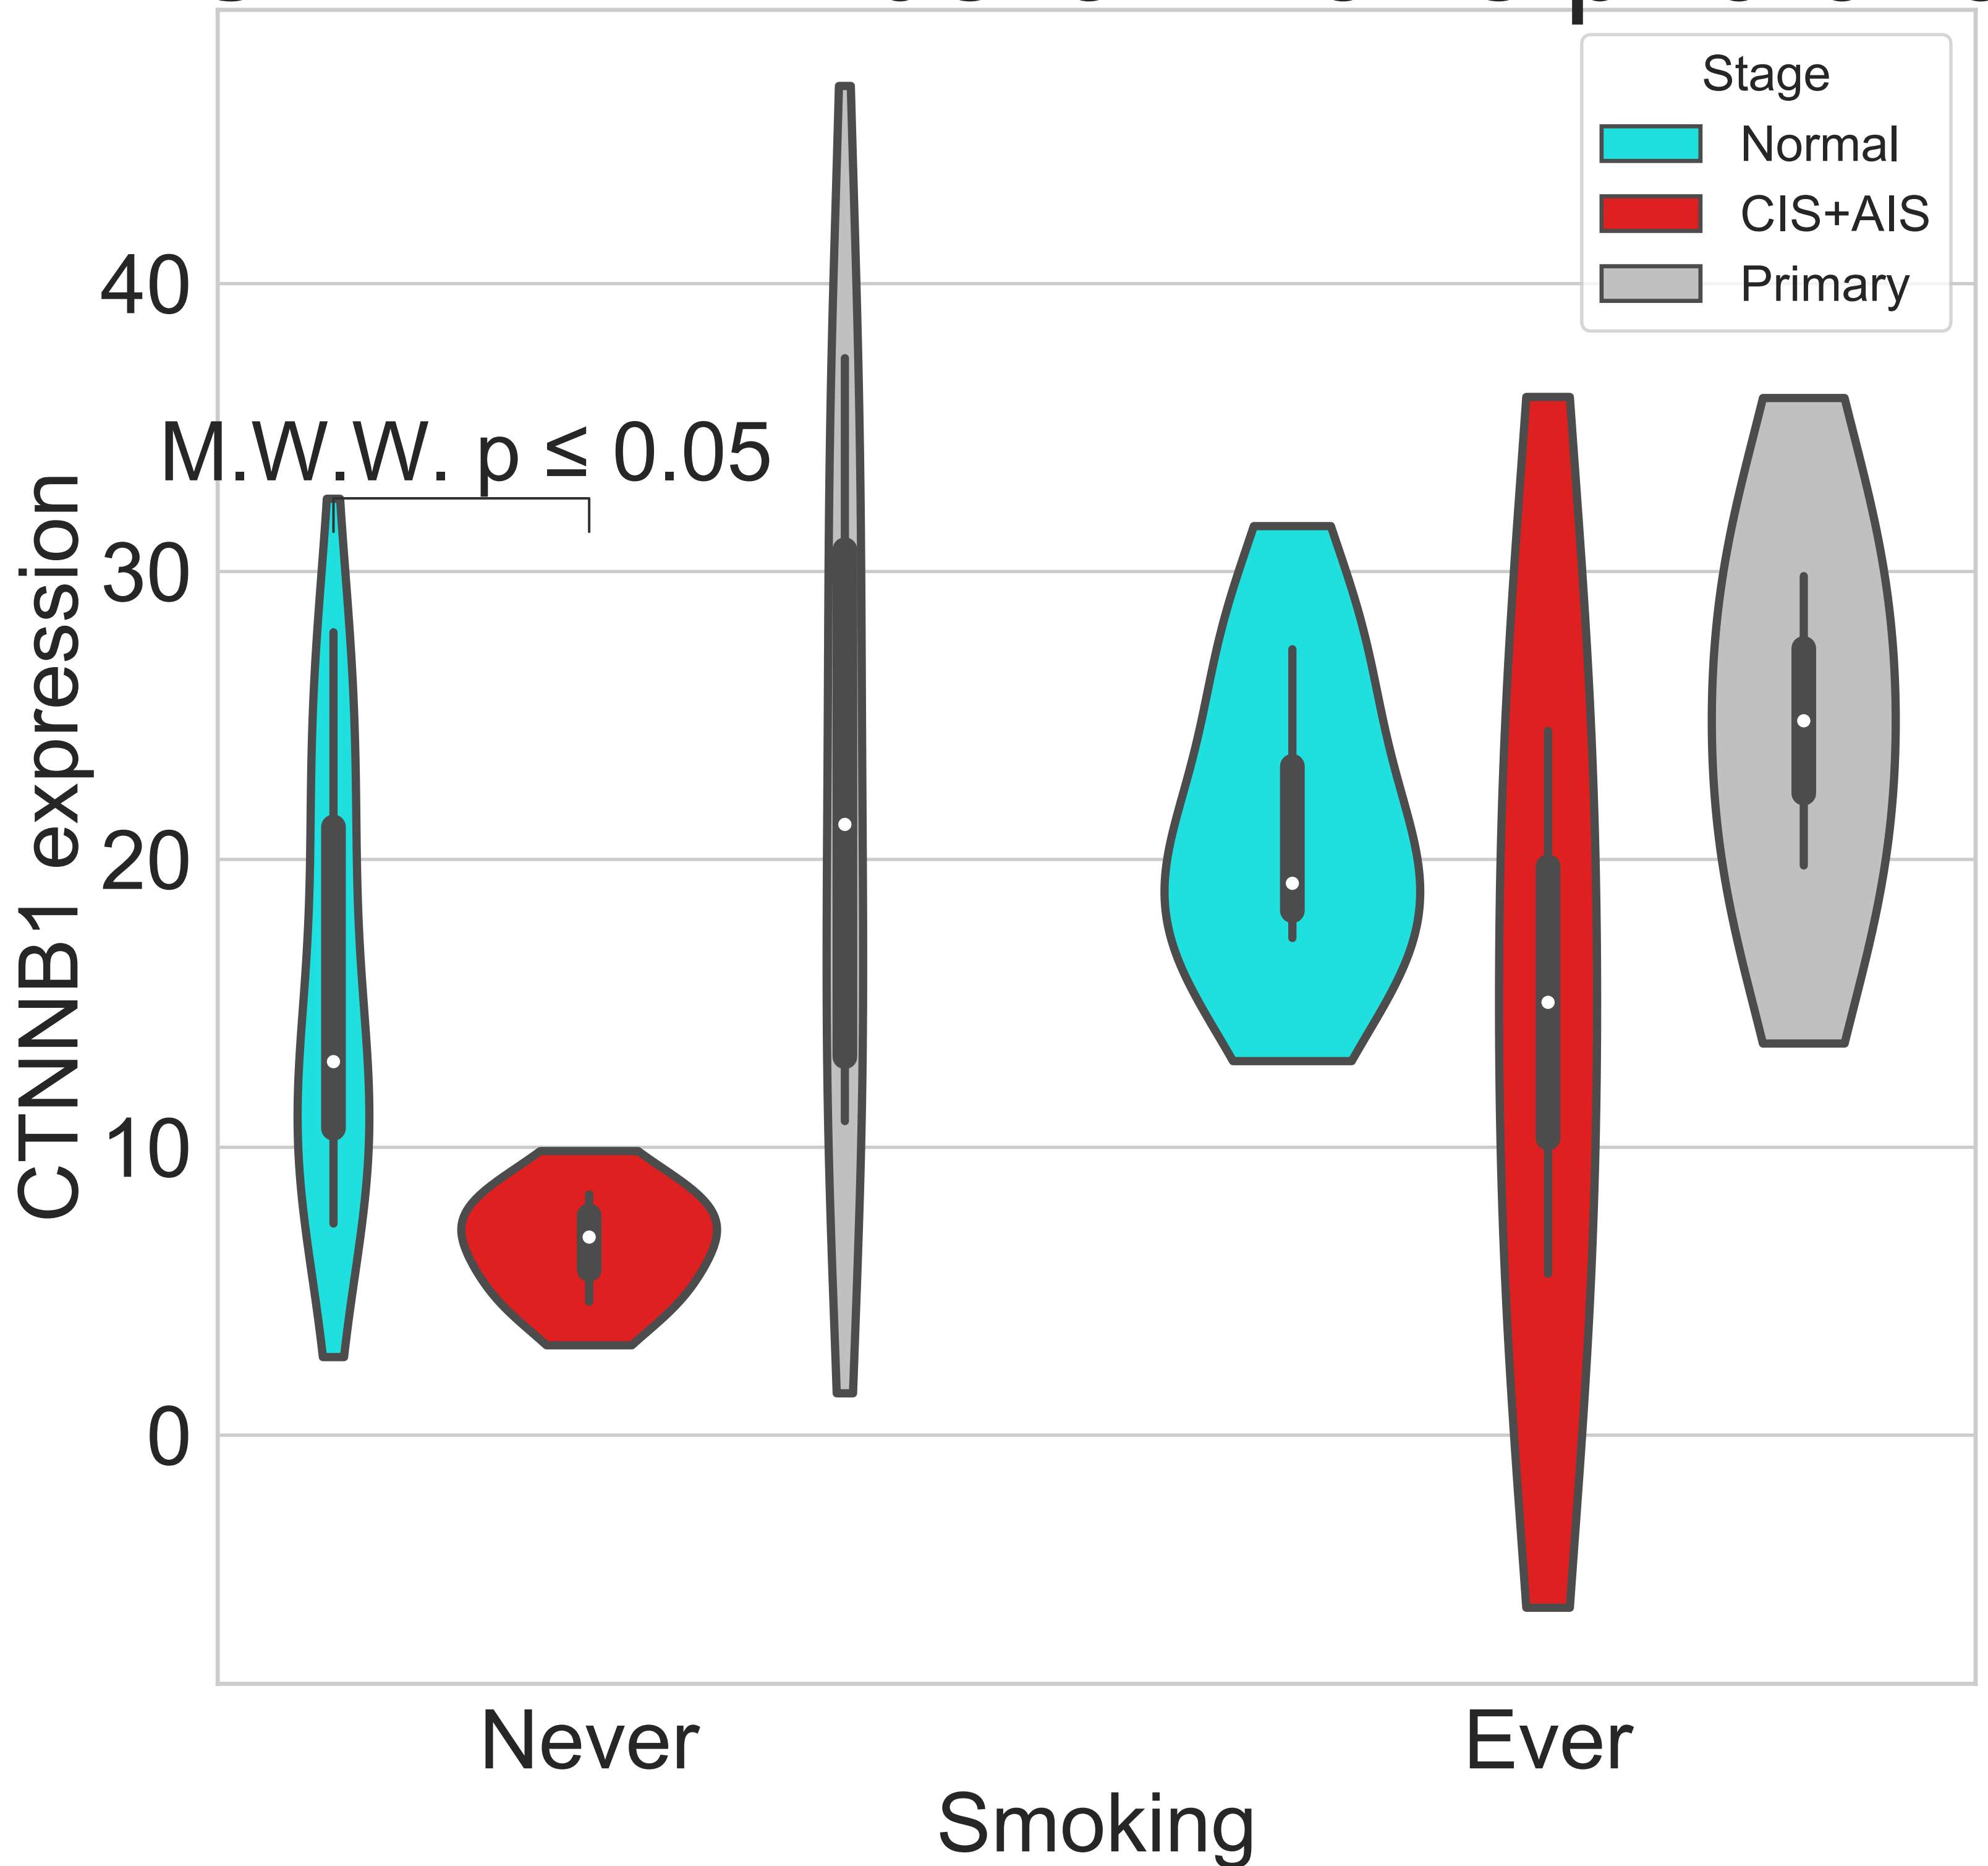 Stage
Normal
CIS+AIS
Primary
M.W.W. p ≤ 0.05
CTNNB1 expression
40
30
20
10
0
Never
Ever
Smoking